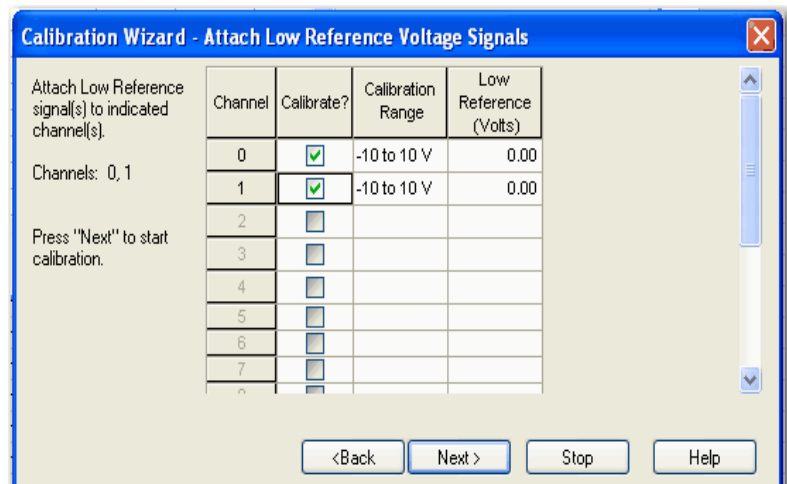 Calibration Wizard - Attach Low Reference Voltage Signals
Attach Low Reference
signal(s) to indicated
channel(s).
Channels: 0, 1
Press "Next" to start
calibration.
Channel Calibrate? Calibration Range Low Reference (Volts)
0 -10 to 10 V 0.00
1 -10 to 10 V 0.00
2
3
4
5
6
7
<Back Next > Stop Help